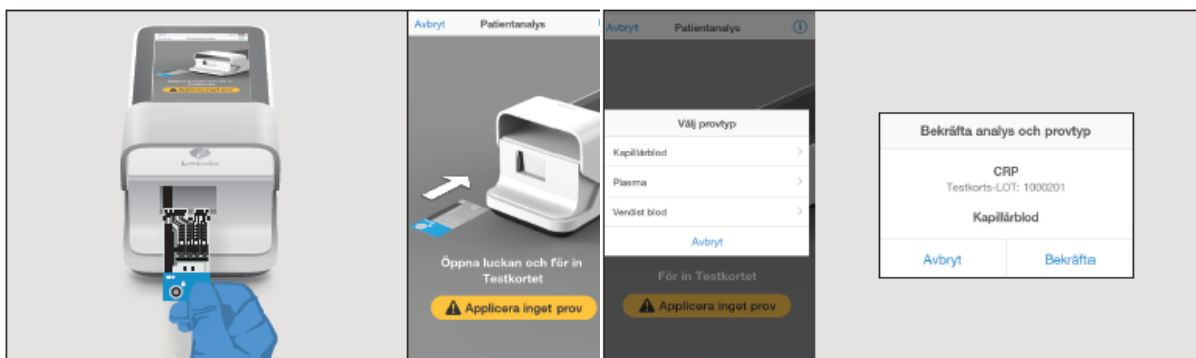 Avbryt Patientanalys
Öppna luckan och för in
Testkortet
Applicera inget prov
Avbryt Patientanalys
Välj provtyp
Kapillärblod
Plasma
Venöst blod
Avbryt
För in Testkortet
Applicera inget prov
Bekräfta analys och provtyp
CRP
Testkorts-LOT: 1000201
Kapillärblod
Avbryt Bekräfta